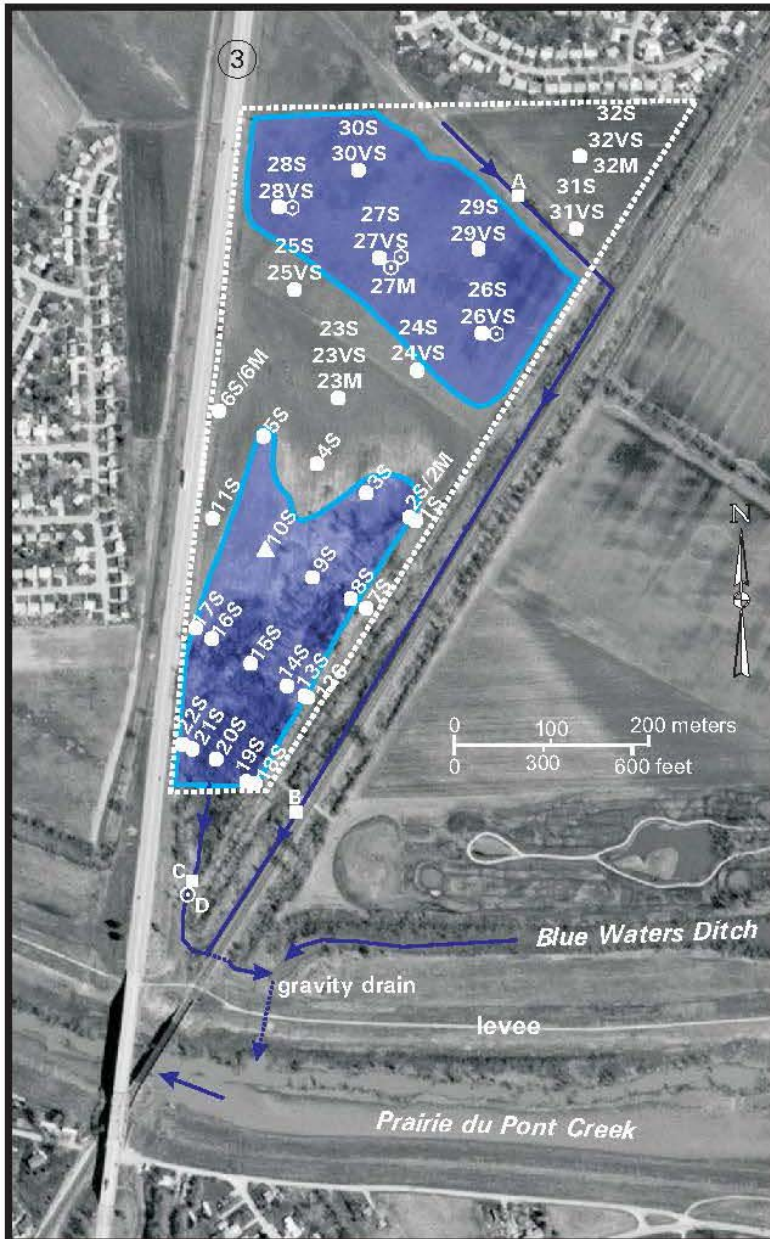 3
32S
32VS
32M
30S
30VS
28S
28VS
A
31S
31VS
27S
27VS
27M
29S
29VS
25S
25VS
26S
26VS
23S
23VS
23M
24S
24VS
6S/6M
5S
4S
3S
2S/2M
1S
11S
10S
9S
8S
7S
N
17S
16S
15S
14S
13S
12S
22S
21S
20S
19S
18S
0 100 200 meters
0 300 600 feet
B
C
D
Blue Waters Ditch
gravity drain
levee
Prairie du Pont Creek